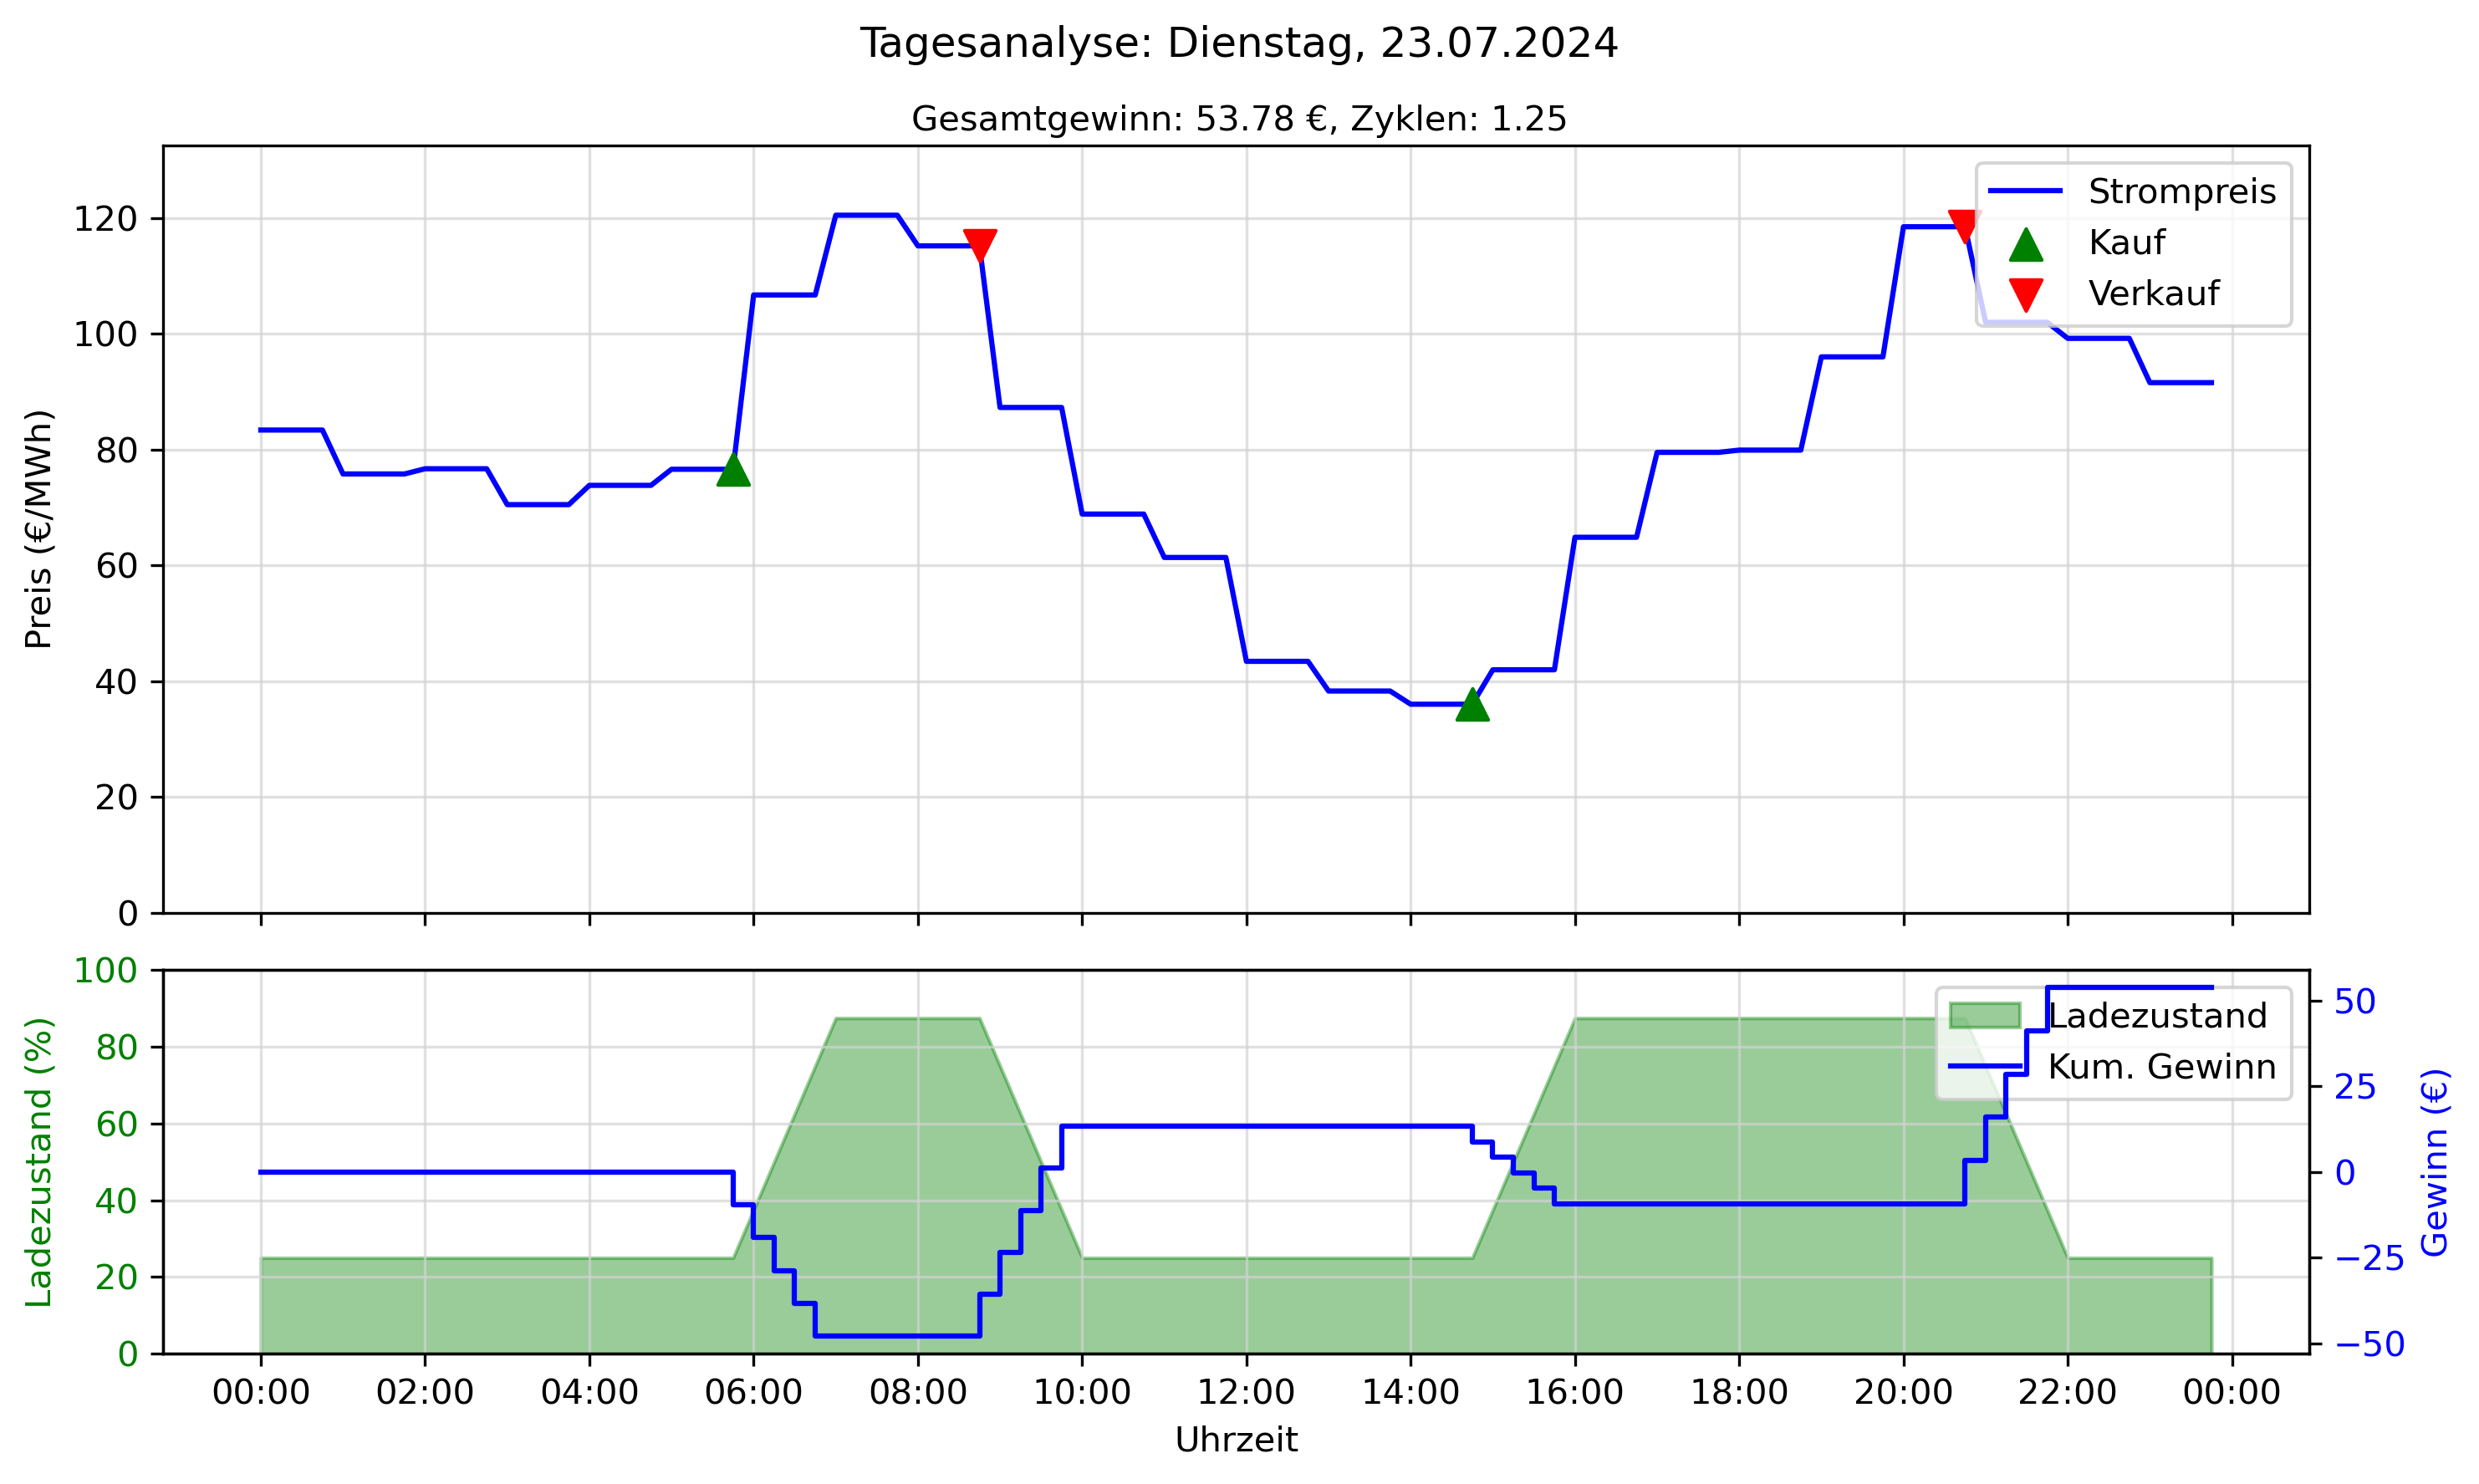 Tagesanalyse: Dienstag, 23.07.2024
Gesamtgewinn: 53.78 €, Zyklen: 1.25
Preis (€/MWh)
120
100
80
60
40
20
0
Strompreis
Kauf
Verkauf
Ladezustand (%)
100
80
60
40
20
0
Ladezustand
Kum. Gewinn
50
25
0
−25
−50
Gewinn (€)
00:00 02:00 04:00 06:00 08:00 10:00 12:00 14:00 16:00 18:00 20:00 22:00 00:00
Uhrzeit